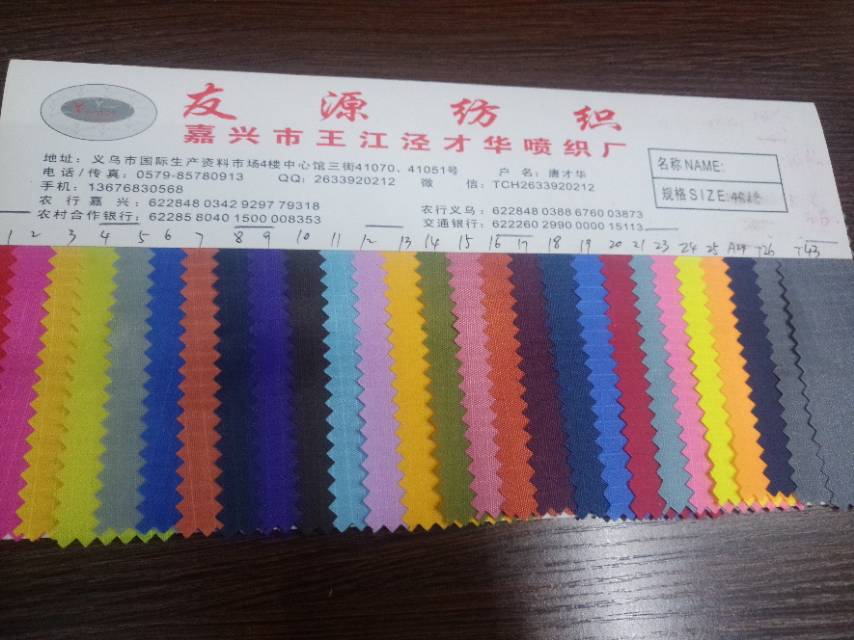 友源纺织
嘉兴市王江泾才华喷织厂
地址：义乌市国际生产资料市场4楼中心馆三街41070、41051号 户名：唐才华
电话/传真：0579-85780913 QQ：2633920212 微信：TCH2633920212
手机：13676830568
农行嘉兴：622848 0342 9297 79318 农行义乌：622848 0388 6760 03873
农村合作银行：62285 8040 1500 008353 交通银行：622260 2990 0000 15113
名称NAME:
规格SIZE:
1 2 3 4 5 6 7 8 9 10 11 12 13 14 15 16 17 18 19 20 21 23 24 25 A29 T26 T43